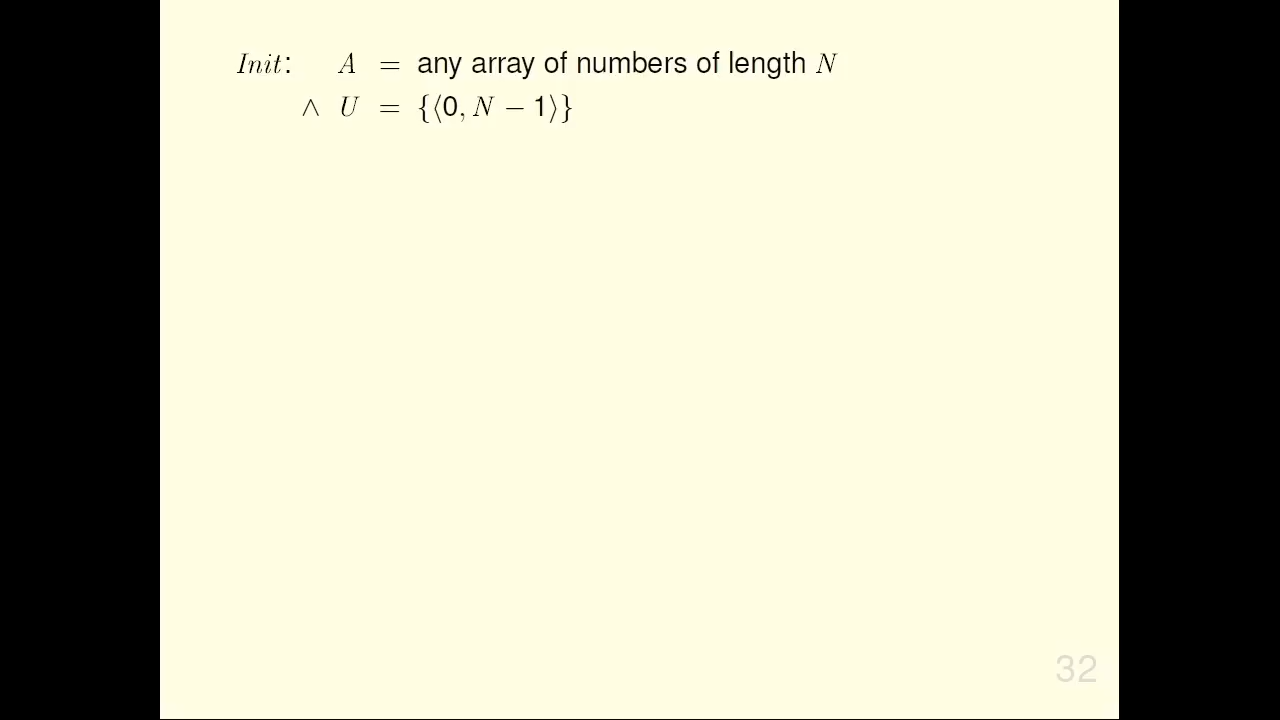 Init: A = any array of numbers of length N
∧ U = {⟨0, N − 1⟩}
32